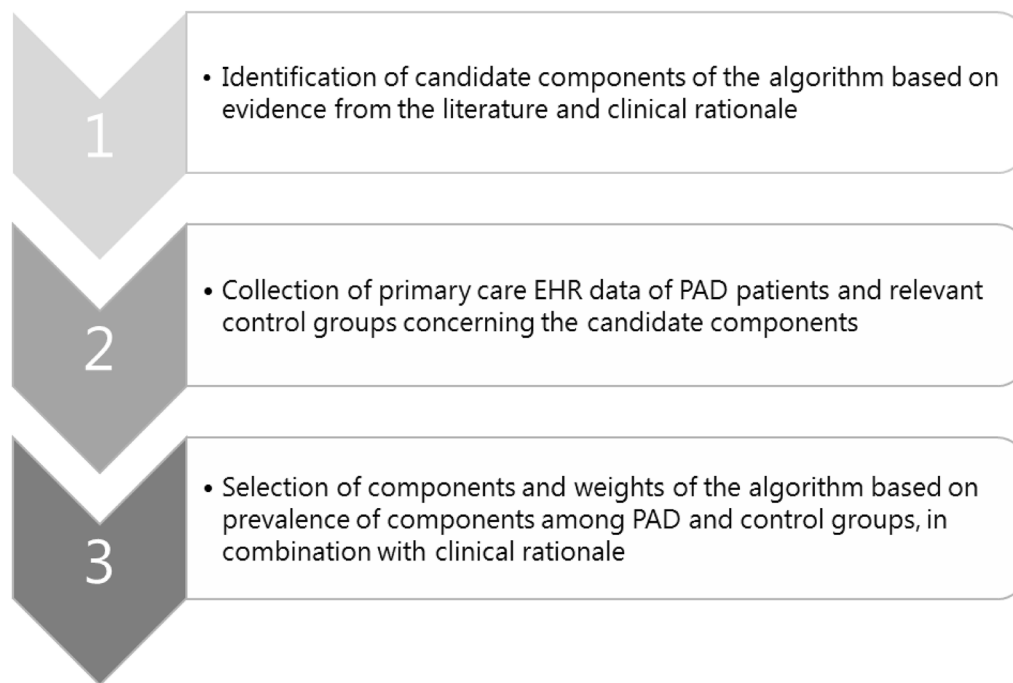 1
• Identification of candidate components of the algorithm based on
evidence from the literature and clinical rationale
2
• Collection of primary care EHR data of PAD patients and relevant
control groups concerning the candidate components
3
• Selection of components and weights of the algorithm based on
prevalence of components among PAD and control groups, in
combination with clinical rationale